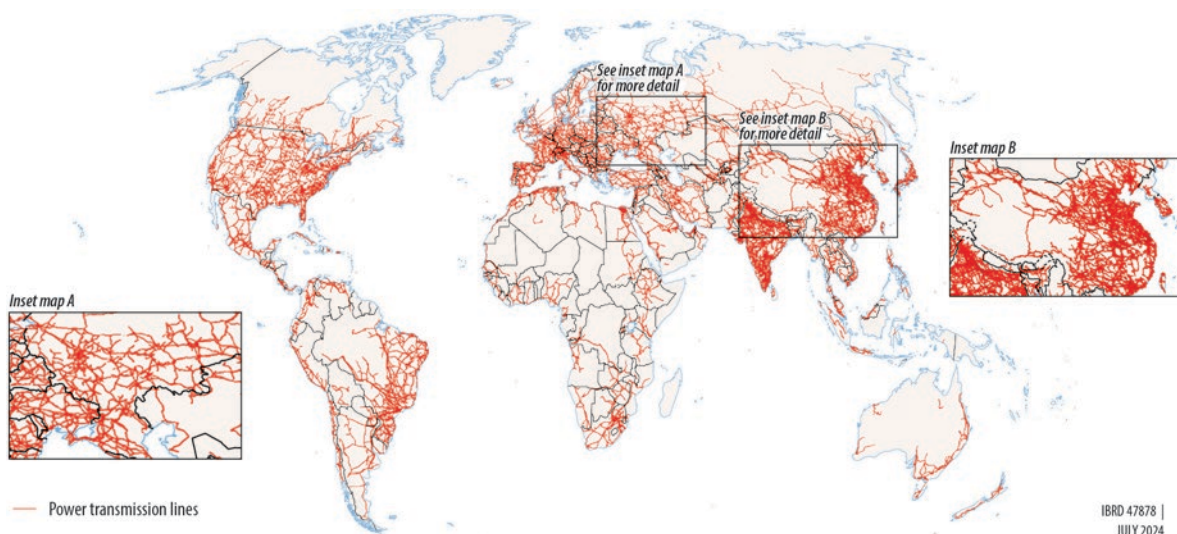 See inset map A
for more detail
See inset map B
for more detail
Inset map B
Inset map A
Power transmission lines
IBRD 47878 |
JULY 2024